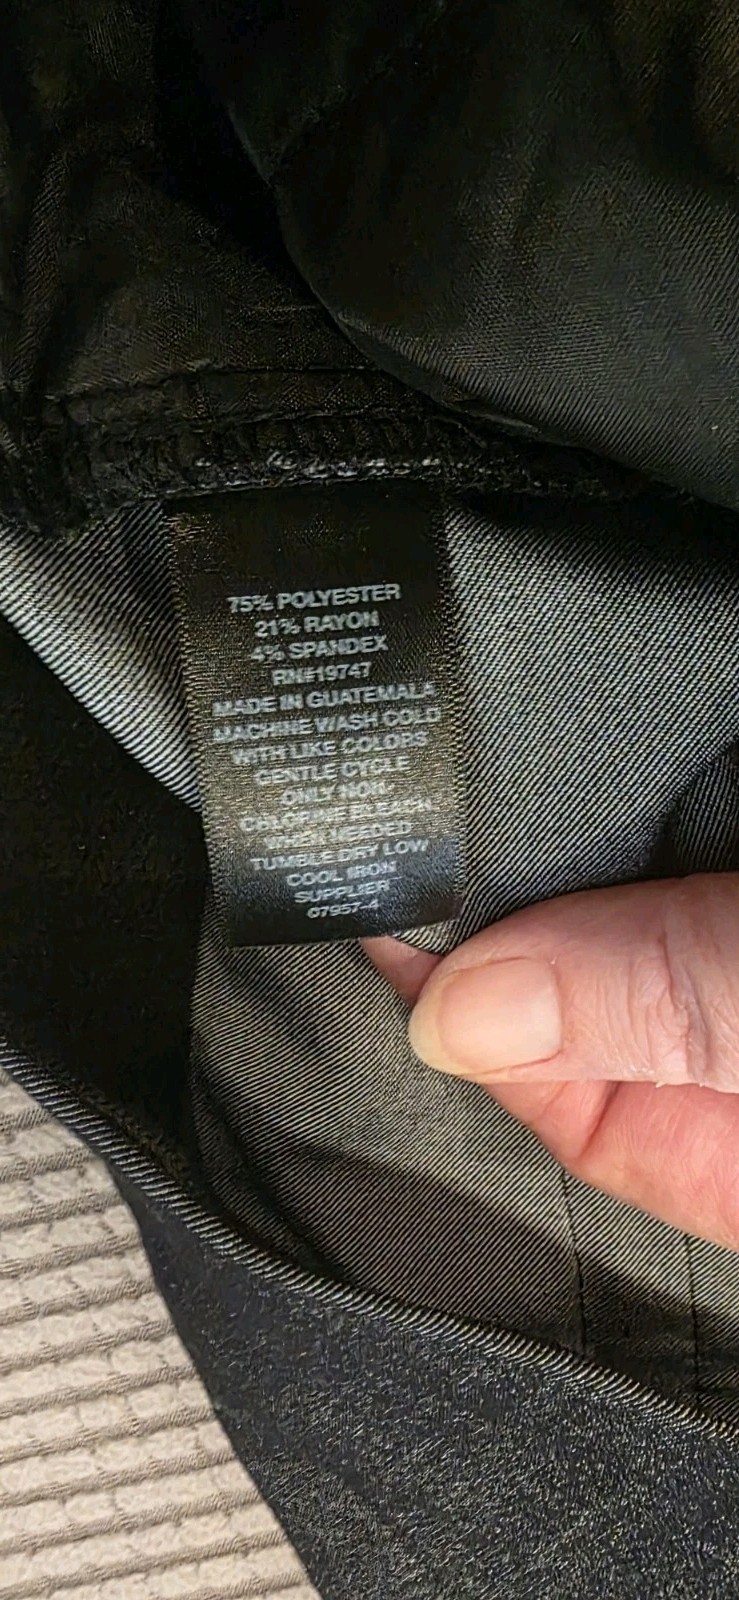 75% POLYESTER
21% RAYON
4% SPANDEX
RN#19747
MADE IN GUATEMALA
MACHINE WASH COLD
WITH LIKE COLORS
GENTLE CYCLE
ONLY NON-
CHLORINE BLEACH
WHEN NEEDED
TUMBLE DRY LOW
COOL IRON
SUPPLIER
07957-4